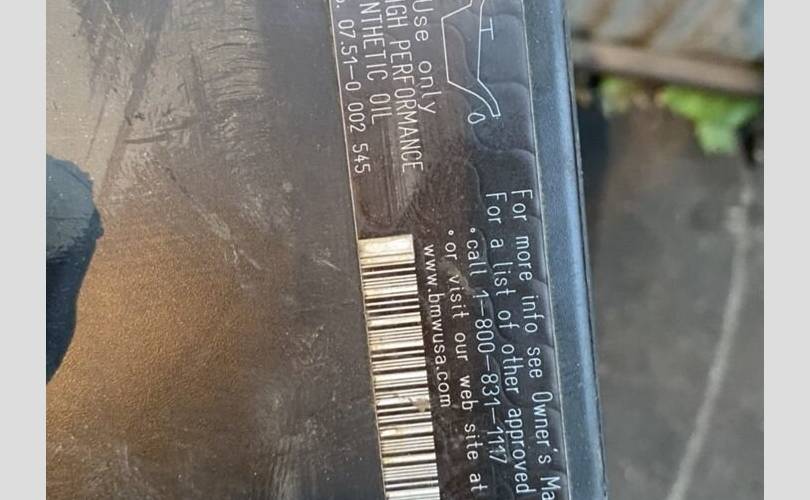 Use only
HIGH PERFORMANCE
SYNTHETIC OIL
07.51-0 002 545
For more info see Owner's Ma
For a list of other approved
•call 1-800-831-1117
•or visit our web site at
www.bmwusa.com